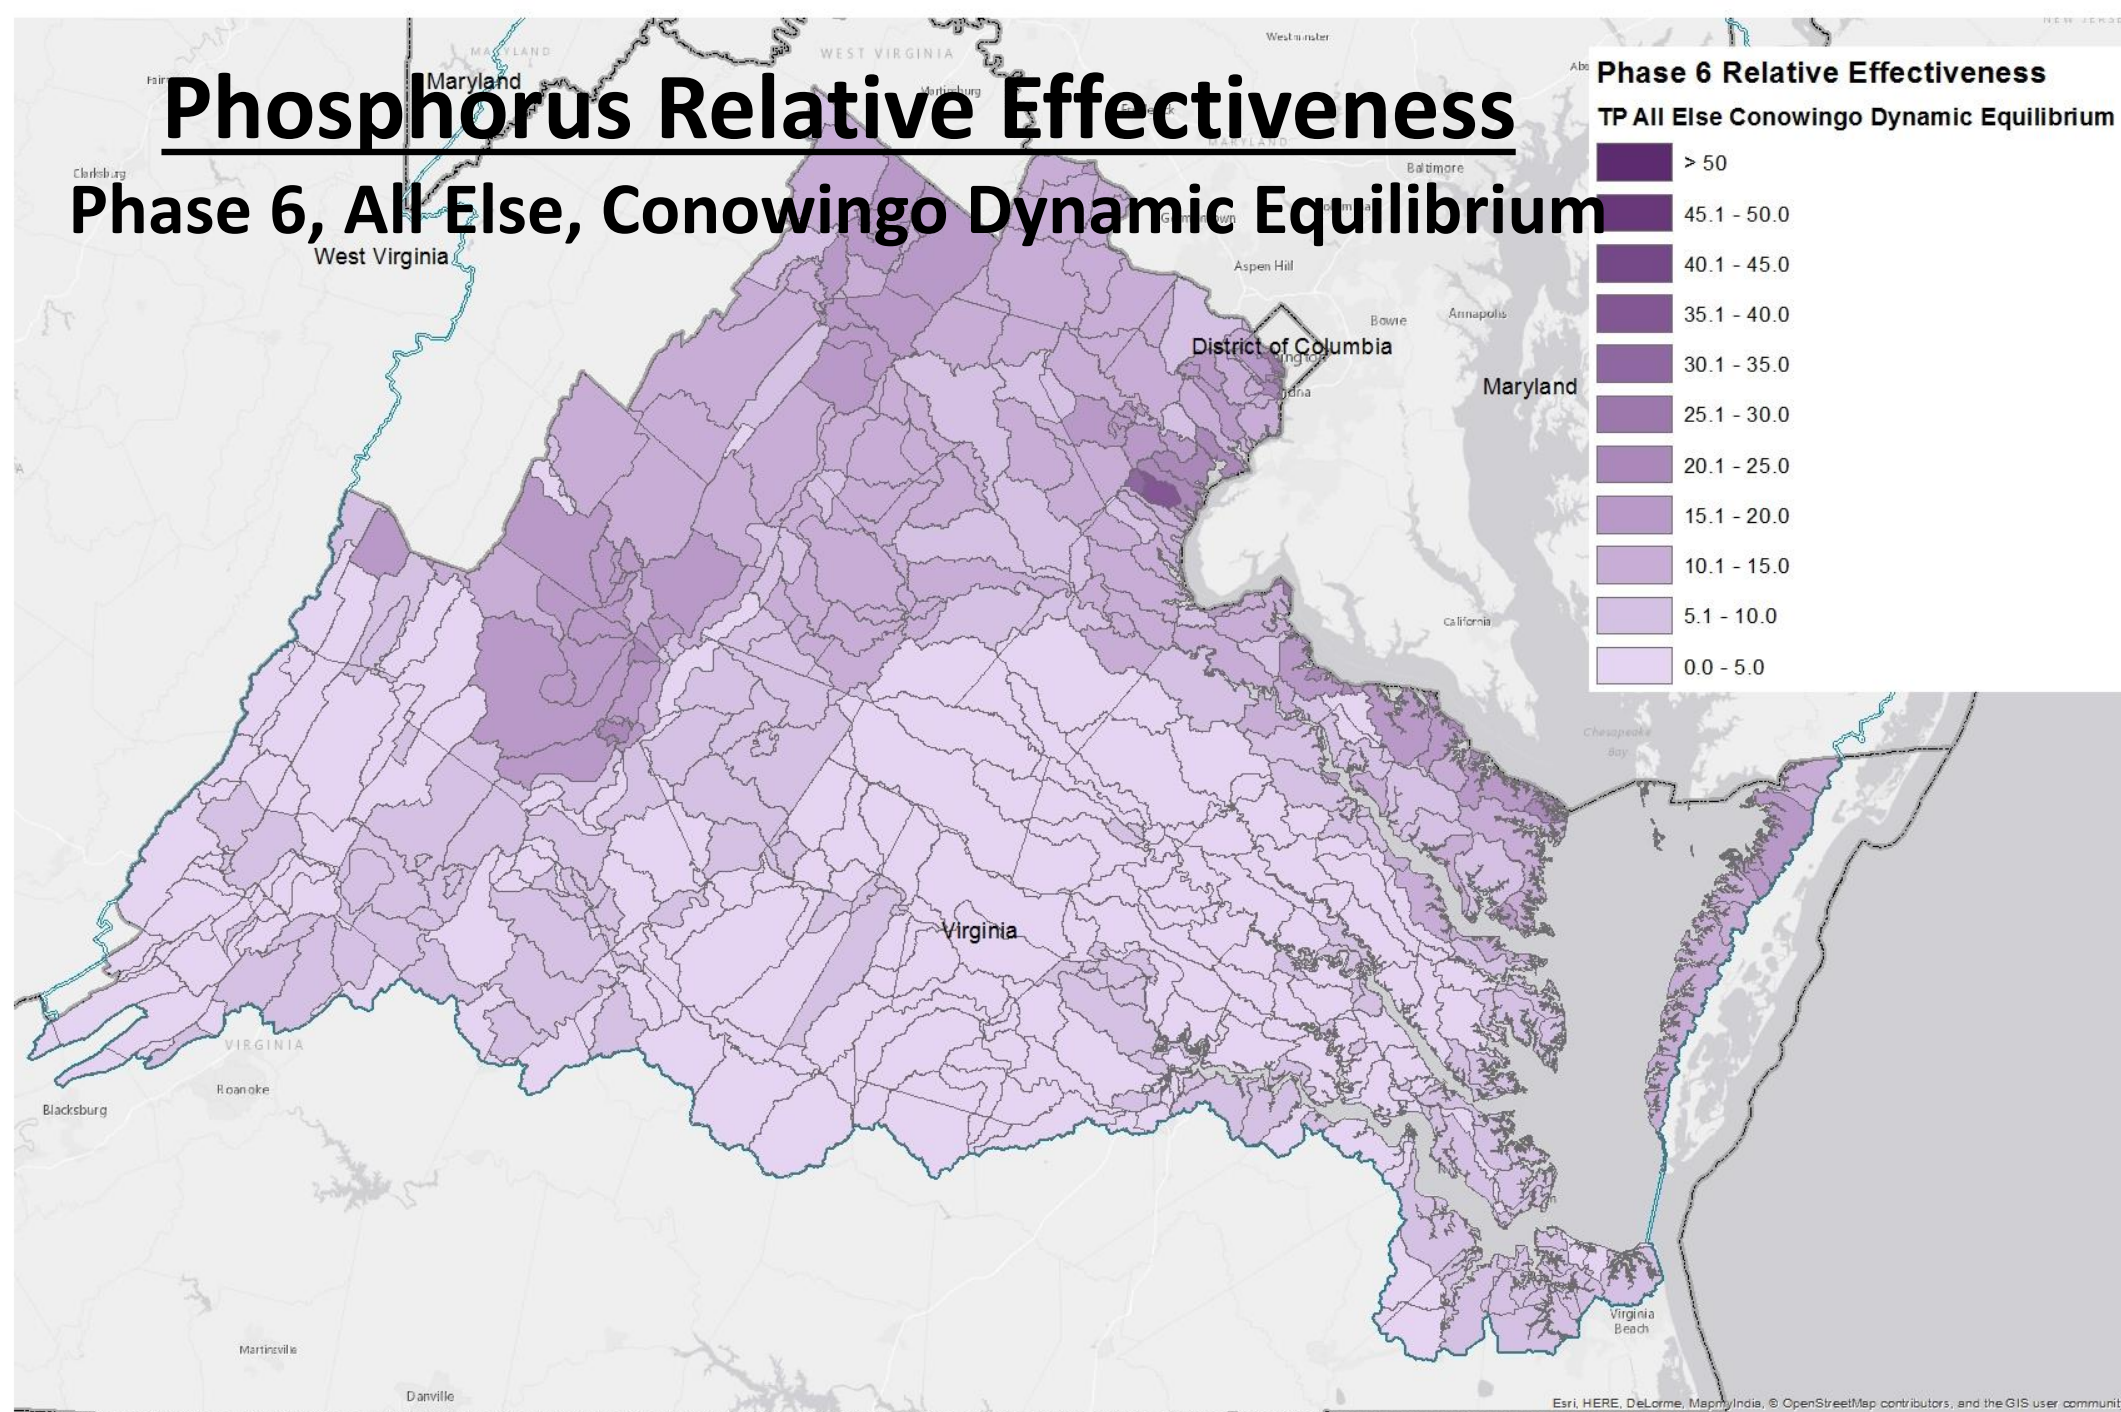 Phosphorus Relative Effectiveness
Phase 6, All Else, Conowingo Dynamic Equilibrium
Phase 6 Relative Effectiveness
TP All Else Conowingo Dynamic Equilibrium
> 50
45.1 - 50.0
40.1 - 45.0
35.1 - 40.0
30.1 - 35.0
25.1 - 30.0
20.1 - 25.0
15.1 - 20.0
10.1 - 15.0
5.1 - 10.0
0.0 - 5.0
MARYLAND
WEST VIRGINIA
Westminster
Maryland
Martinsburg
MARYLAND
Clarksburg
Baltimore
West Virginia
Aspen Hill
Bowie
Annapolis
District of Columbia
Maryland
California
Chesapeake
Bay
Virginia
VIRGINIA
Roanoke
Blacksburg
Virginia
Beach
Martinsville
Danville
Esri, HERE, DeLorme, MapmyIndia, © OpenStreetMap contributors, and the GIS user communit